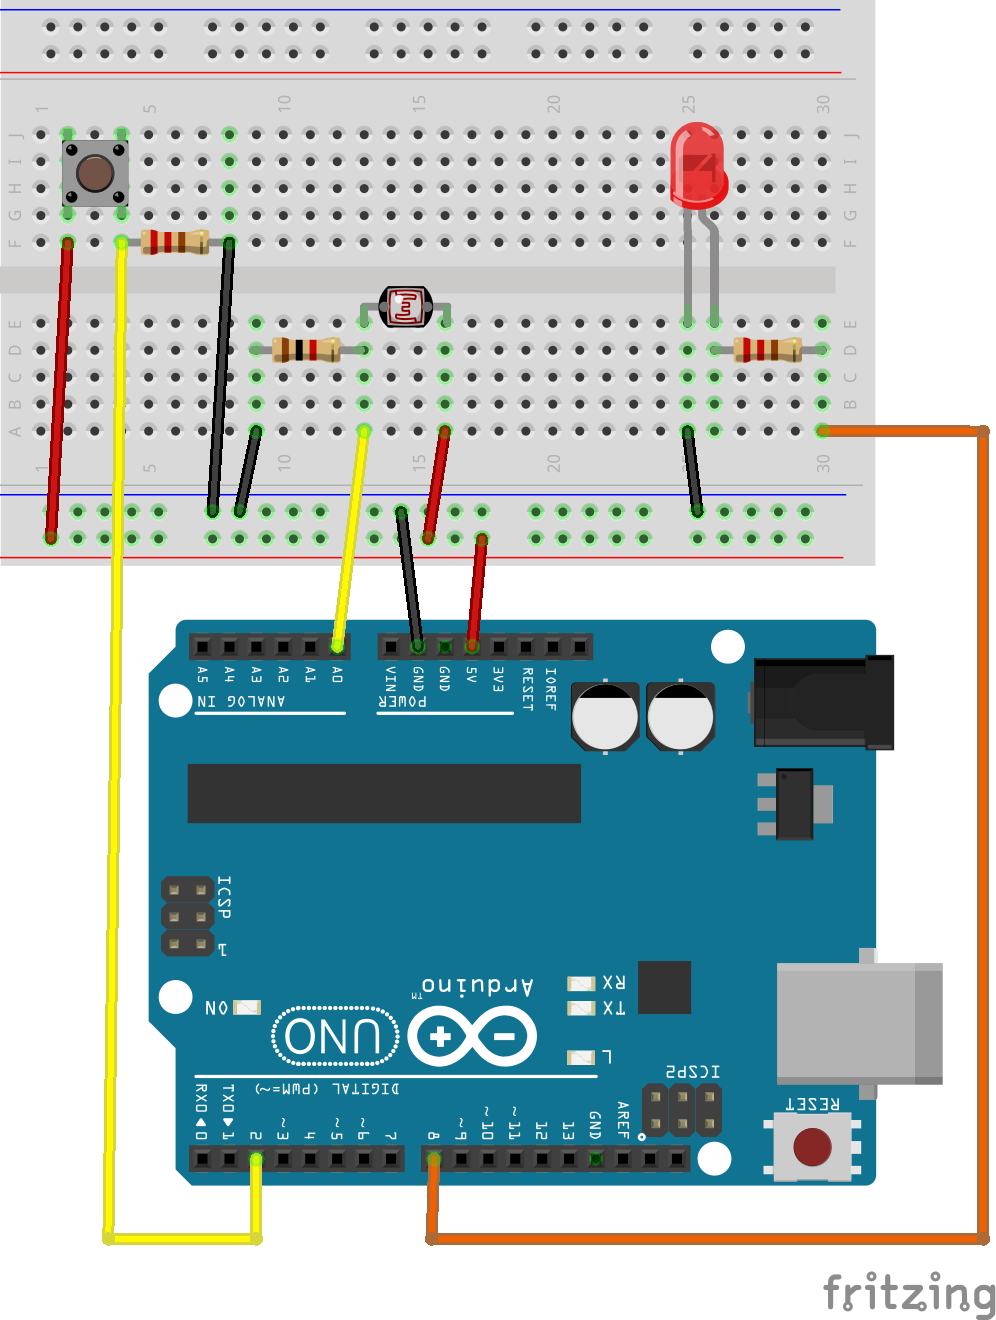 1 5 10 15 20 25 30
J J
I I
H H
G G
F F
E E
D D
C C
B B
A A
1 5 10 15 20 25 30
A5 A4 A3 A2 A1 A0 VIN GND GND 5V 3V3 RESET IOREF
ANALOG IN POWER
ICSP
1
Arduino™ RX
ON TX
UNO
L
ICSP2
DIGITAL (PWM=~)
RESET
RX0◀0 TX0▶1 2 ~3 4 ~5 ~6 7 8 ~9 ~10 ~11 12 13 GND AREF
fritzing